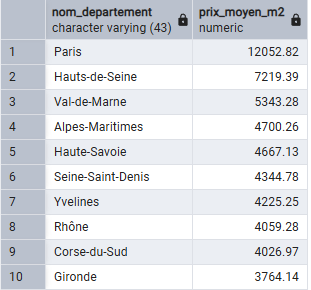 nom_departement prix_moyen_m2
character varying (43) numeric
1 Paris 12052.82
2 Hauts-de-Seine 7219.39
3 Val-de-Marne 5343.28
4 Alpes-Maritimes 4700.26
5 Haute-Savoie 4667.13
6 Seine-Saint-Denis 4344.78
7 Yvelines 4225.25
8 Rhône 4059.28
9 Corse-du-Sud 4026.97
10 Gironde 3764.14